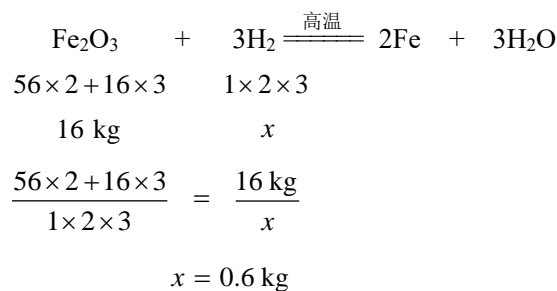 高温
Fe₂O₃ + 3H₂ ══════ 2Fe + 3H₂O
56×2+16×3 1×2×3
16 kg x
56×2+16×3 = 16 kg
1×2×3 x
x = 0.6 kg